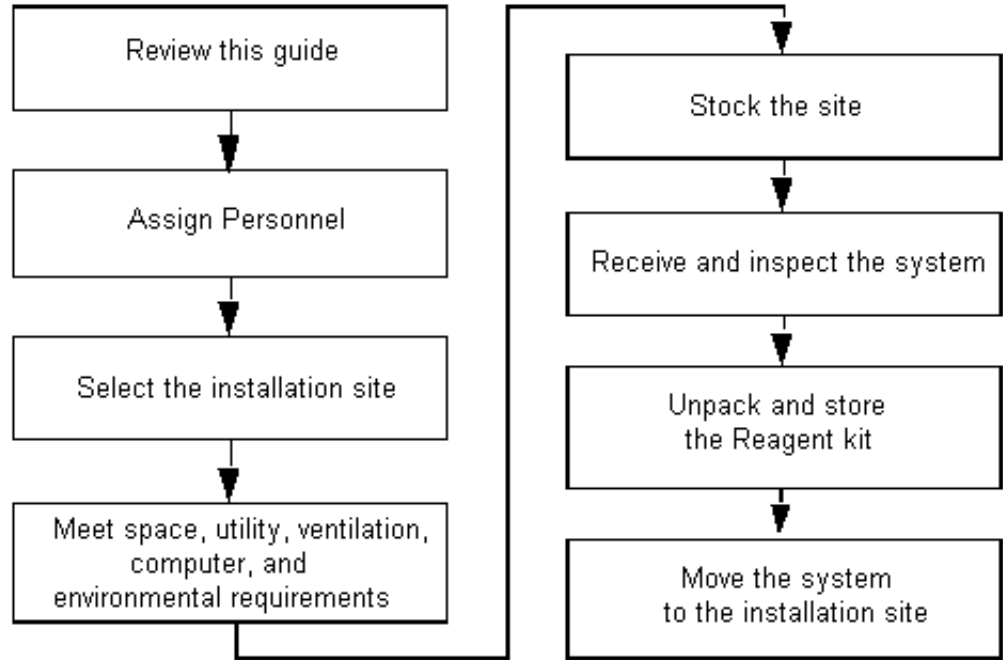 Review this guide
Assign Personnel
Select the installation site
Meet space, utility, ventilation,
computer, and
environmental requirements
Stock the site
Receive and inspect the system
Unpack and store
the Reagent kit
Move the system
to the installation site